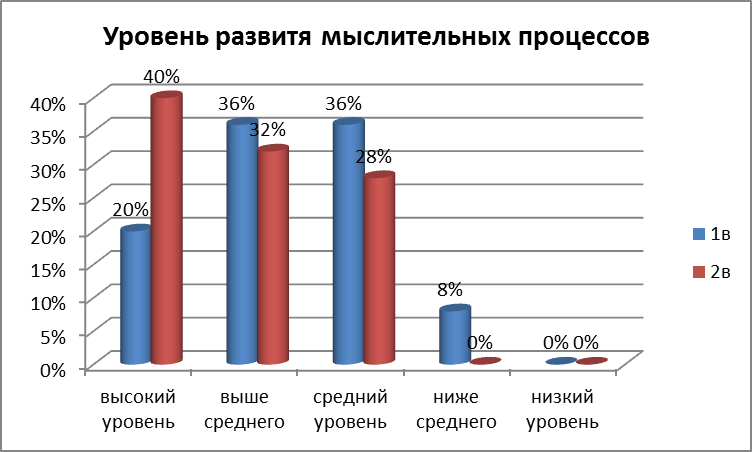 Уровень развитя мыслительных процессов
40%
35%
30%
25%
20%
15%
10%
5%
0%
20%
40%
36%
32%
36%
28%
8%
0%
0%
0%
высокий
уровень
выше
среднего
средний
уровень
ниже
среднего
низкий
уровень
1в
2в